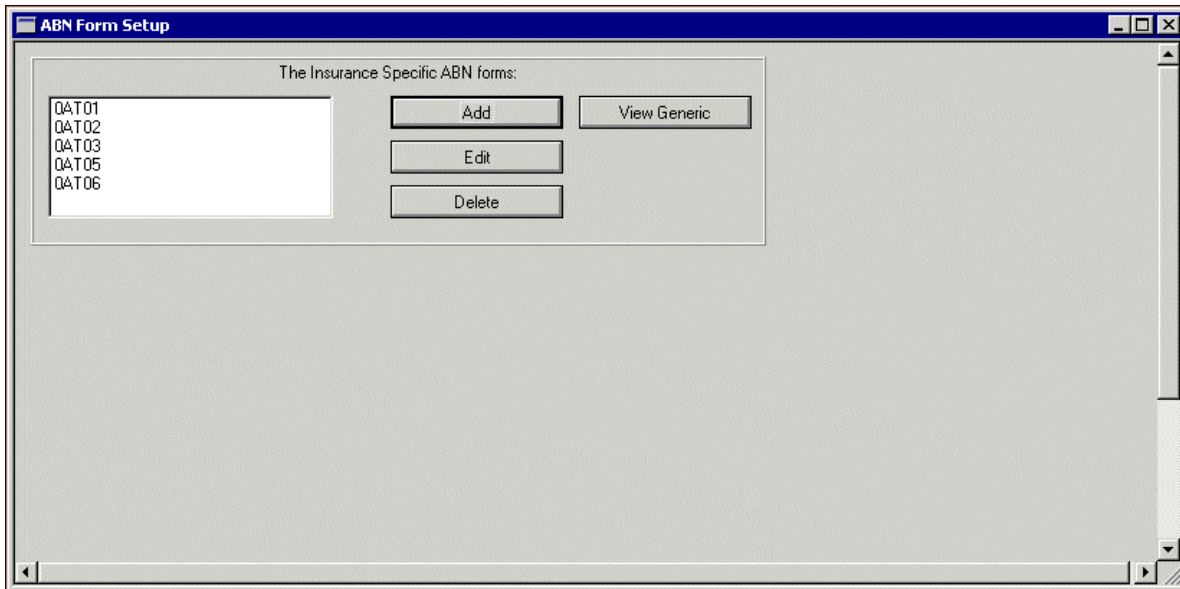 ABN Form Setup
The Insurance Specific ABN forms:
0AT01
0AT02
0AT03
0AT05
0AT06
Add
View Generic
Edit
Delete